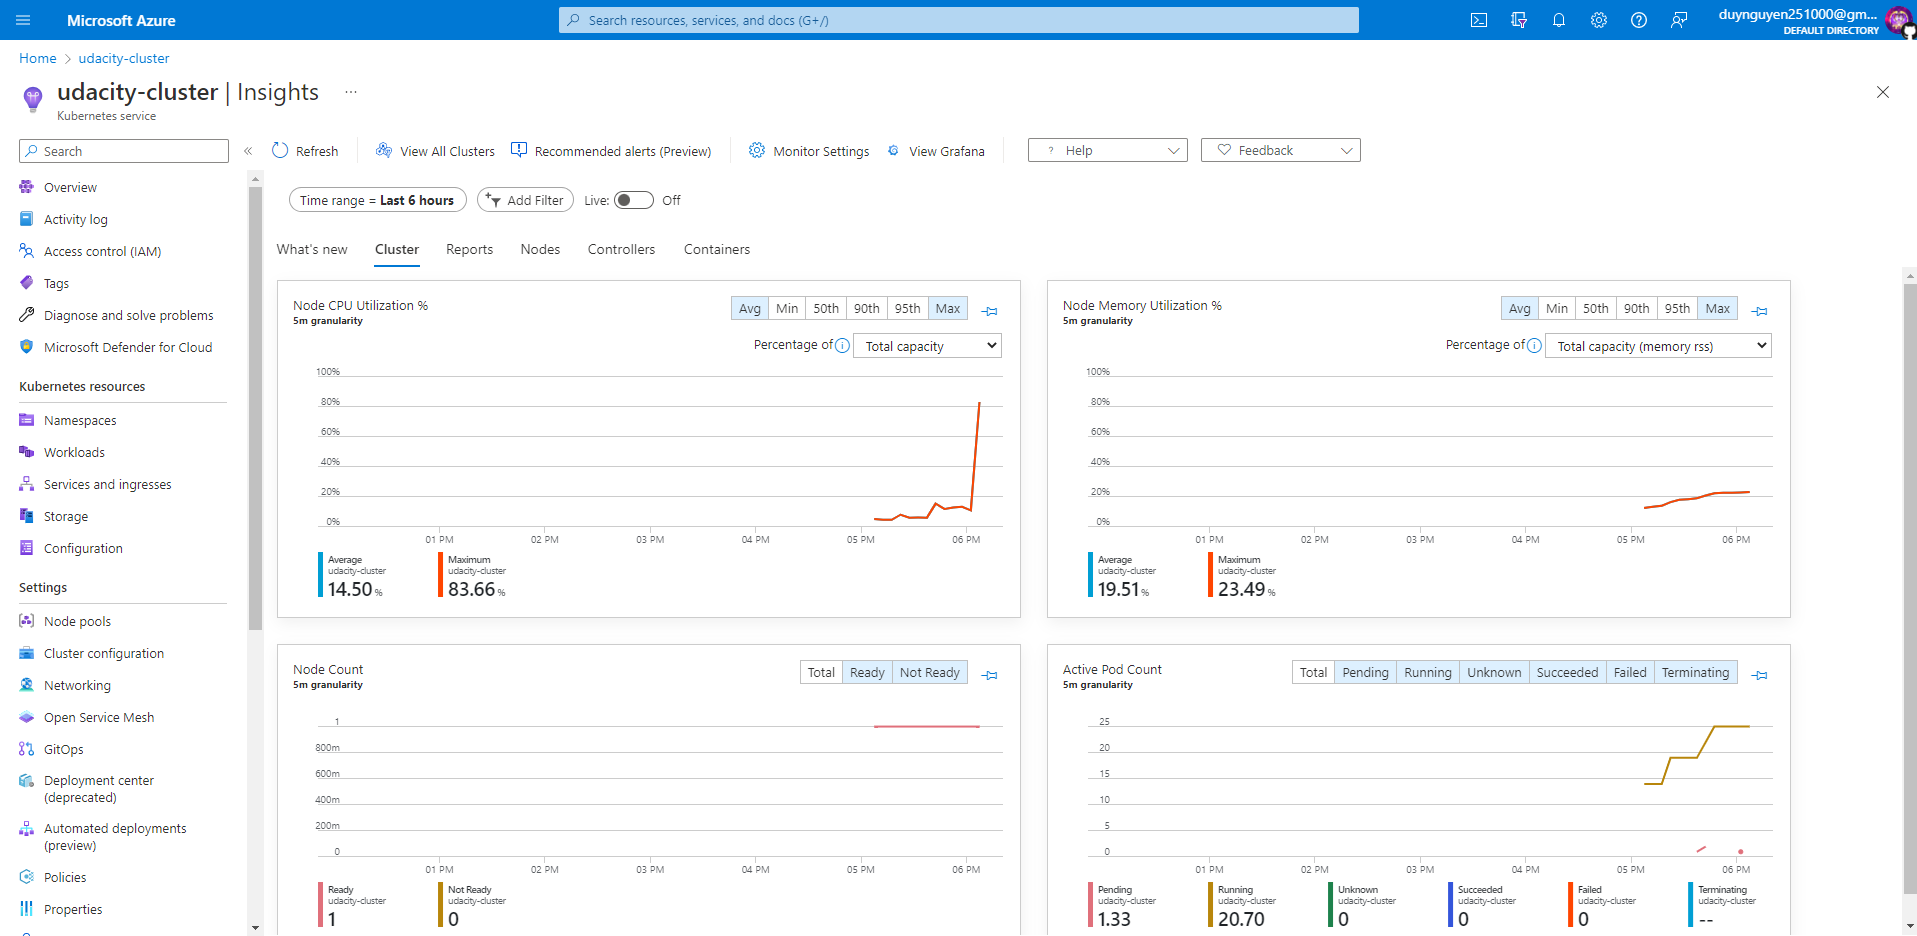 Microsoft Azure
Search resources, services, and docs (G+/)
duynguyen251000@gm...
DEFAULT DIRECTORY
Home > udacity-cluster
udacity-cluster | Insights ...
Kubernetes service
Search
Refresh
View All Clusters
Recommended alerts (Preview)
Monitor Settings
View Grafana
? Help
Feedback
Overview
Activity log
Access control (IAM)
Tags
Diagnose and solve problems
Microsoft Defender for Cloud
Kubernetes resources
Namespaces
Workloads
Services and ingresses
Storage
Configuration
Settings
Node pools
Cluster configuration
Networking
Open Service Mesh
GitOps
Deployment center
(deprecated)
Automated deployments
(preview)
Policies
Properties
Time range = Last 6 hours
Add Filter
Live: Off
What's new Cluster Reports Nodes Controllers Containers
Node CPU Utilization %
5m granularity
Avg Min 50th 90th 95th Max
Percentage of Total capacity
100%
80%
60%
40%
20%
0%
01 PM 02 PM 03 PM 04 PM 05 PM 06 PM
Average
udacity-cluster
14.50 %
Maximum
udacity-cluster
83.66 %
Node Memory Utilization %
5m granularity
Avg Min 50th 90th 95th Max
Percentage of Total capacity (memory rss)
100%
80%
60%
40%
20%
0%
01 PM 02 PM 03 PM 04 PM 05 PM 06 PM
Average
udacity-cluster
19.51 %
Maximum
udacity-cluster
23.49 %
Node Count
5m granularity
Total Ready Not Ready
1
800m
600m
400m
200m
0
01 PM 02 PM 03 PM 04 PM 05 PM 06 PM
Ready
udacity-cluster
1
Not Ready
udacity-cluster
0
Active Pod Count
5m granularity
Total Pending Running Unknown Succeeded Failed Terminating
25
20
15
10
5
0
01 PM 02 PM 03 PM 04 PM 05 PM 06 PM
Pending
udacity-cluster
1.33
Running
udacity-cluster
20.70
Unknown
udacity-cluster
0
Succeeded
udacity-cluster
0
Failed
udacity-cluster
0
Terminating
udacity-cluster
--